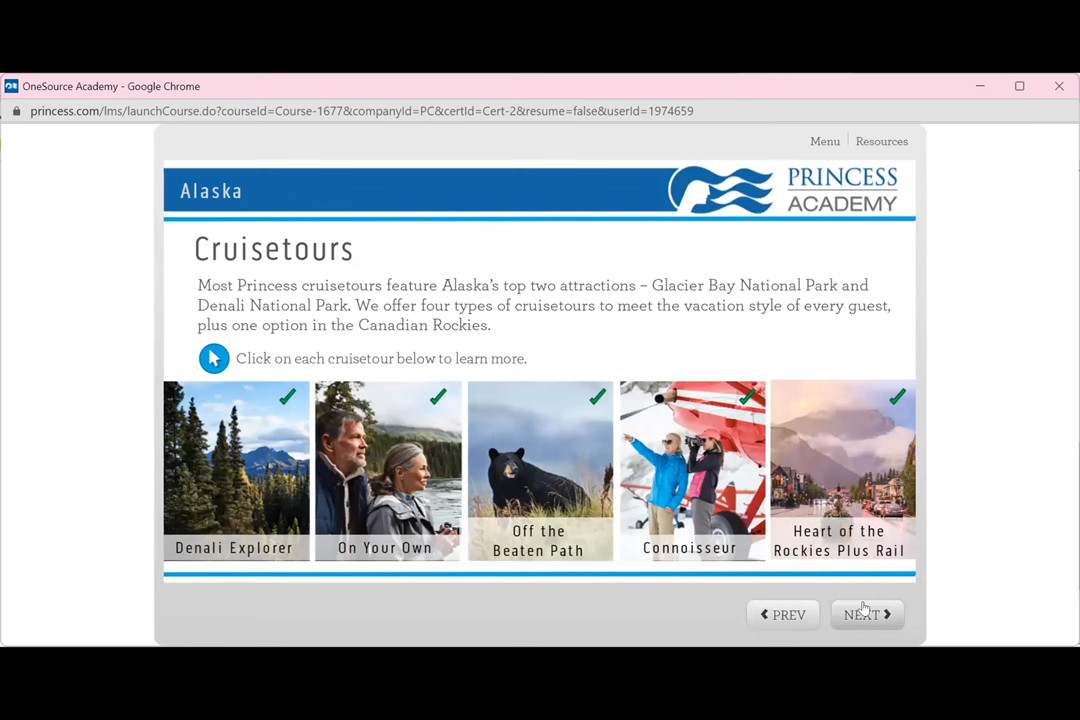 OneSource Academy - Google Chrome
princess.com/lms/launchCourse.do?courseId=Course-1677&companyId=PC&certId=Cert-2&resume=false&userId=1974659
Menu Resources
Alaska
PRINCESS
ACADEMY
Cruisetours
Most Princess cruisetours feature Alaska's top two attractions – Glacier Bay National Park and
Denali National Park. We offer four types of cruisetours to meet the vacation style of every guest,
plus one option in the Canadian Rockies.
Click on each cruisetour below to learn more.
Denali Explorer
On Your Own
Off the
Beaten Path
Connoisseur
Heart of the
Rockies Plus Rail
PREV
NEXT